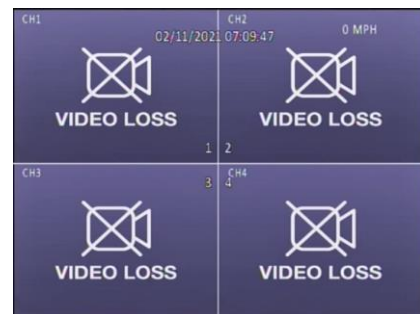 CH1 CH2
02/11/2021 07:09:47 0 MPH
VIDEO LOSS VIDEO LOSS
1 2
CH3 CH4
3 4
VIDEO LOSS VIDEO LOSS